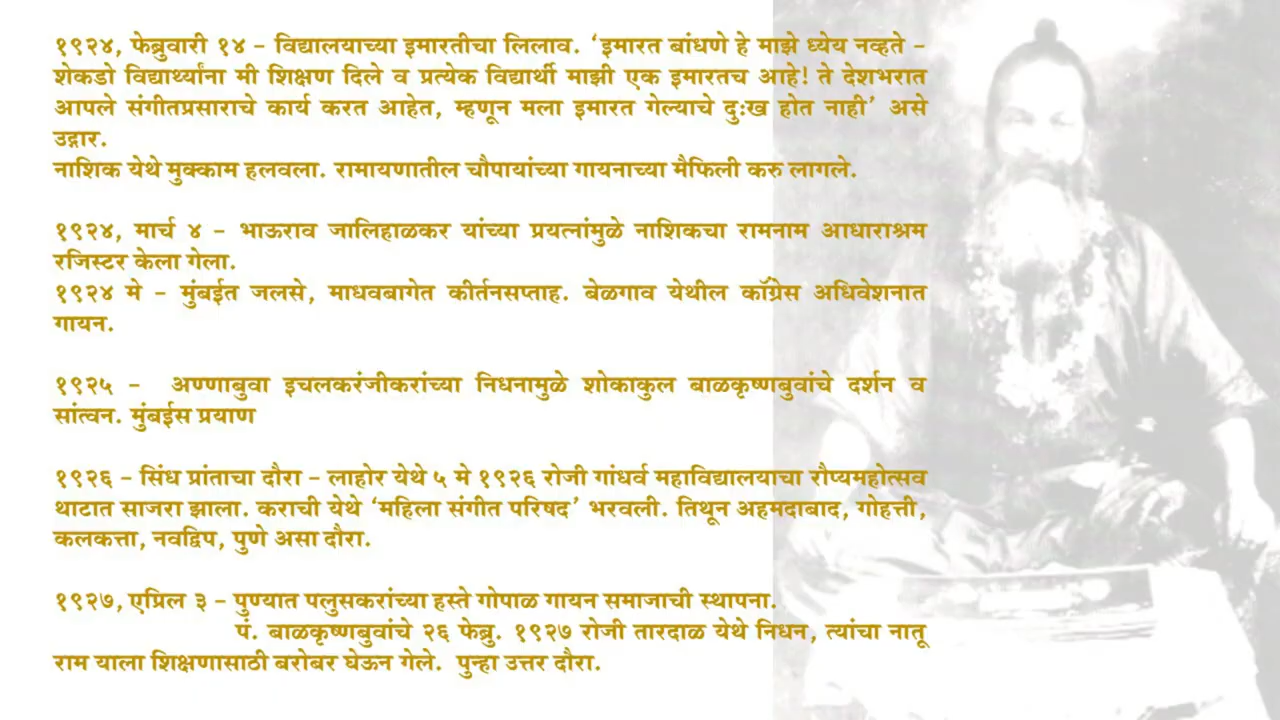 १९२४, फेब्रुवारी १४ – विद्यालयाच्या इमारतीचा लिलाव. ‘इमारत बांधणे हे माझे ध्येय नव्हते –
शेकडो विद्यार्थ्यांना मी शिक्षण दिले व प्रत्येक विद्यार्थी माझी एक इमारतच आहे! ते देशभरात
आपले संगीतप्रसाराचे कार्य करत आहेत, म्हणून मला इमारत गेल्याचे दुःख होत नाही’ असे
उद्गार.
नाशिक येथे मुक्काम हलवला. रामायणातील चौपायांच्या गायनाच्या मैफिली करु लागले.
१९२४, मार्च ४ – भाऊराव जालिहाळकर यांच्या प्रयत्नांमुळे नाशिकचा रामनाम आधाराश्रम
रजिस्टर केला गेला.
१९२४ मे – मुंबईत जलसे, माधवबागेत कीर्तनसप्ताह. बेळगाव येथील काँग्रेस अधिवेशनात
गायन.
१९२५ – अण्णाबुवा इचलकरंजीकरांच्या निधनामुळे शोकाकुल बाळकृष्णबुवांचे दर्शन व
सांत्वन. मुंबईस प्रयाण
१९२६ – सिंध प्रांताचा दौरा – लाहोर येथे ५ मे १९२६ रोजी गांधर्व महाविद्यालयाचा रौप्यमहोत्सव
थाटात साजरा झाला. कराची येथे ‘महिला संगीत परिषद’ भरवली. तिथून अहमदाबाद, गोहत्ती,
कलकत्ता, नवद्विप, पुणे असा दौरा.
१९२७, एप्रिल ३ – पुण्यात पलुसकरांच्या हस्ते गोपाळ गायन समाजाची स्थापना.
पं. बाळकृष्णबुवांचे २६ फेब्रु. १९२७ रोजी तारदाळ येथे निधन, त्यांचा नातू
राम याला शिक्षणासाठी बरोबर घेऊन गेले. पुन्हा उत्तर दौरा.